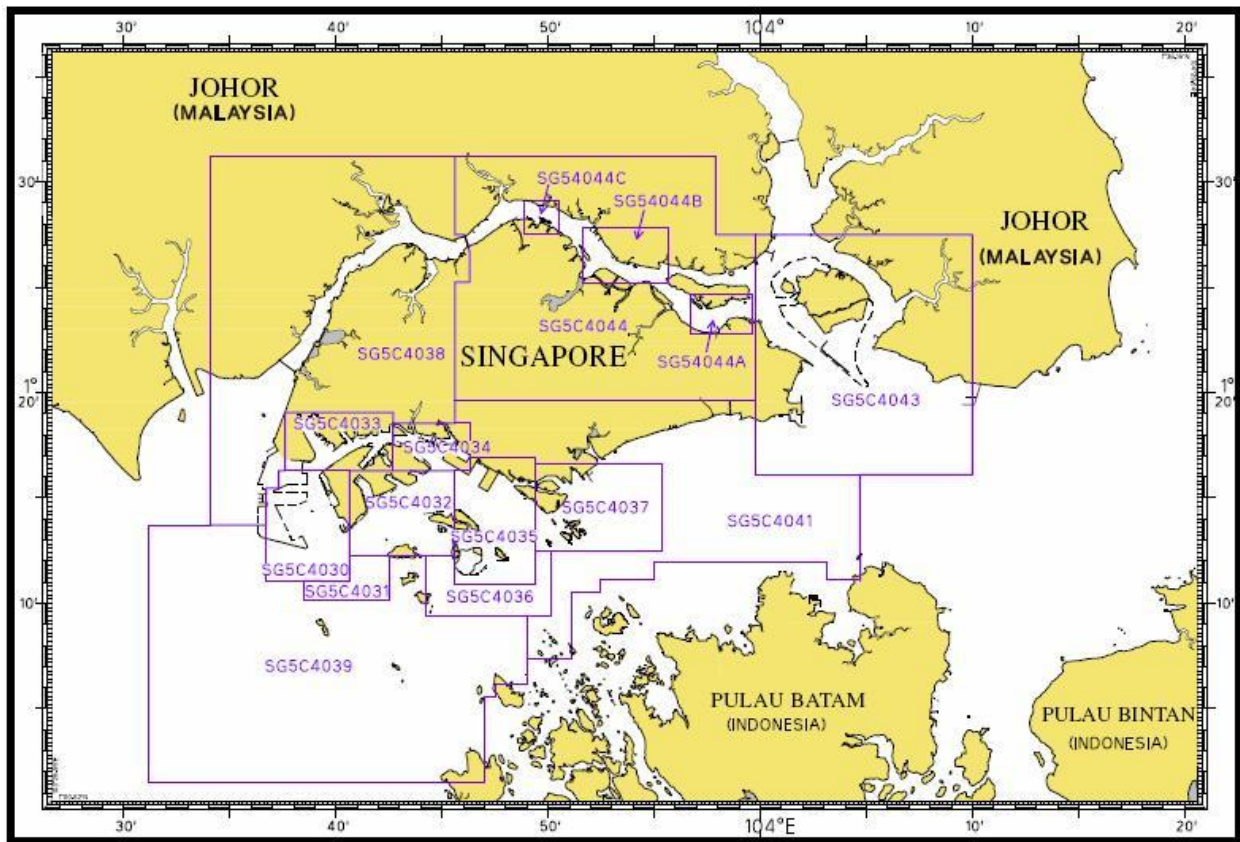 30'
40'
50'
104°
10'
20'
JOHOR
(MALAYSIA)
30'
SG54044C
SG54044B
30'
JOHOR
(MALAYSIA)
SG5C4044
SG5C4038
SINGAPORE
SG54044A
1°
20'
SG5C4043
1°
20'
SG5C4033
SG5C4034
SG5C4032
SG5C4037
SG5C4041
SG5C4035
SG5C4030
SG5C4031
SG5C4036
10'
10'
SG5C4039
PULAU BATAM
(INDONESIA)
PULAU BINTAN
(INDONESIA)
30'
40'
50'
104°E
10'
20'